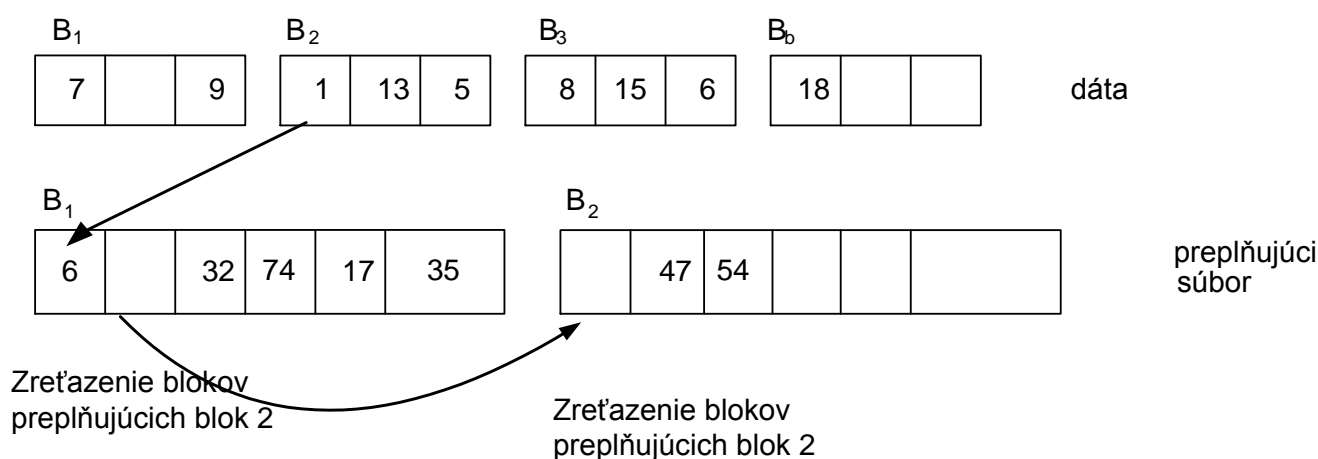 B1 B2 B3 Bb
7 9 1 13 5 8 15 6 18 dáta
B1 B2
6 32 74 17 35 47 54 preplňujúci
súbor
Zreťazenie blokov
preplňujúcich blok 2
Zreťazenie blokov
preplňujúcich blok 2